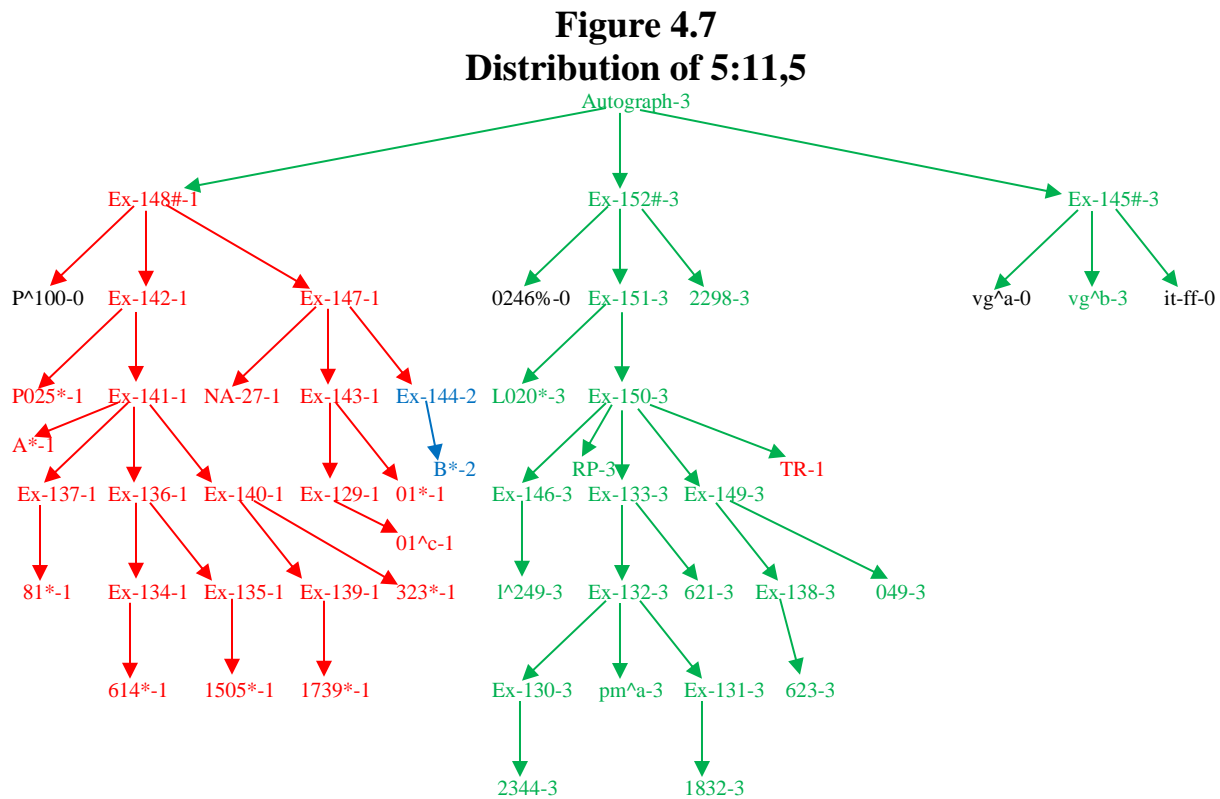 Figure 4.7
Distribution of 5:11,5
Autograph-3
Ex-148#-1 Ex-152#-3 Ex-145#-3
P^100-0 Ex-142-1 Ex-147-1 0246%-0 Ex-151-3 2298-3 vg^a-0 vg^b-3 it-ff-0
P025*-1 Ex-141-1 NA-27-1 Ex-143-1 Ex-144-2 L020*-3 Ex-150-3
A*-1 B*-2 RP-3 TR-1
Ex-137-1 Ex-136-1 Ex-140-1 Ex-129-1 01*-1 Ex-146-3 Ex-133-3 Ex-149-3
01^c-1
81*-1 Ex-134-1 Ex-135-1 Ex-139-1 323*-1 l^249-3 Ex-132-3 621-3 Ex-138-3 049-3
614*-1 1505*-1 1739*-1 Ex-130-3 pm^a-3 Ex-131-3 623-3
2344-3 1832-3